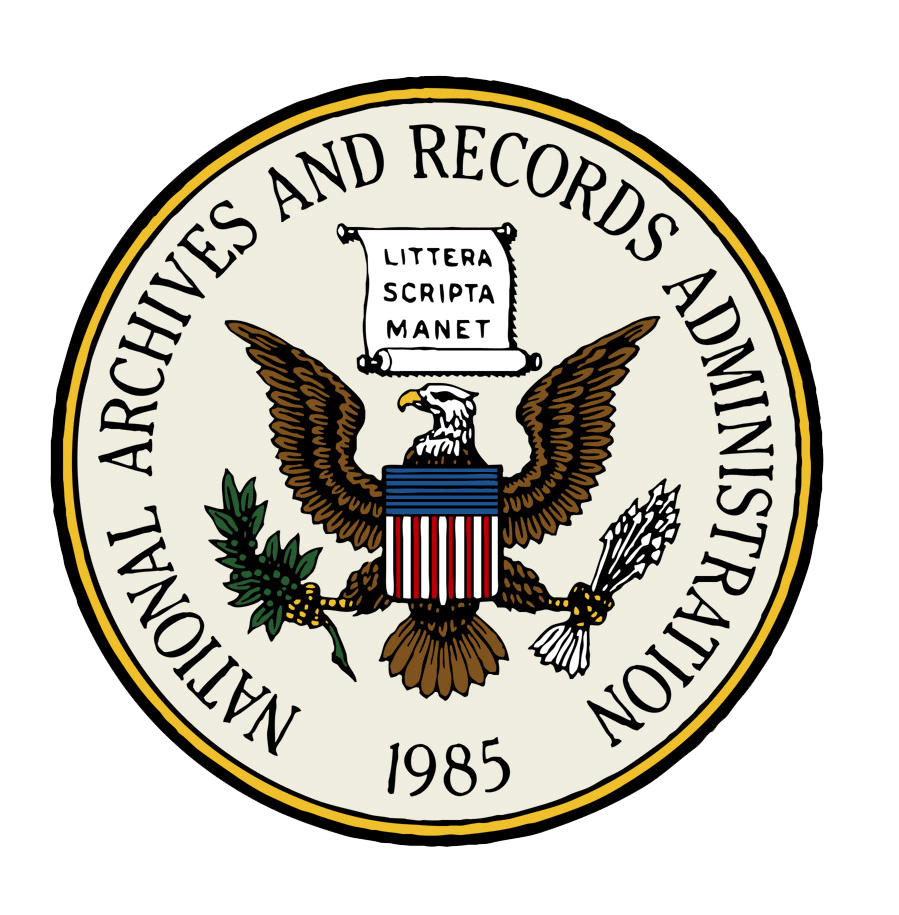 NATIONAL ARCHIVES AND RECORDS ADMINISTRATION
LITTERA
SCRIPTA
MANET
1985